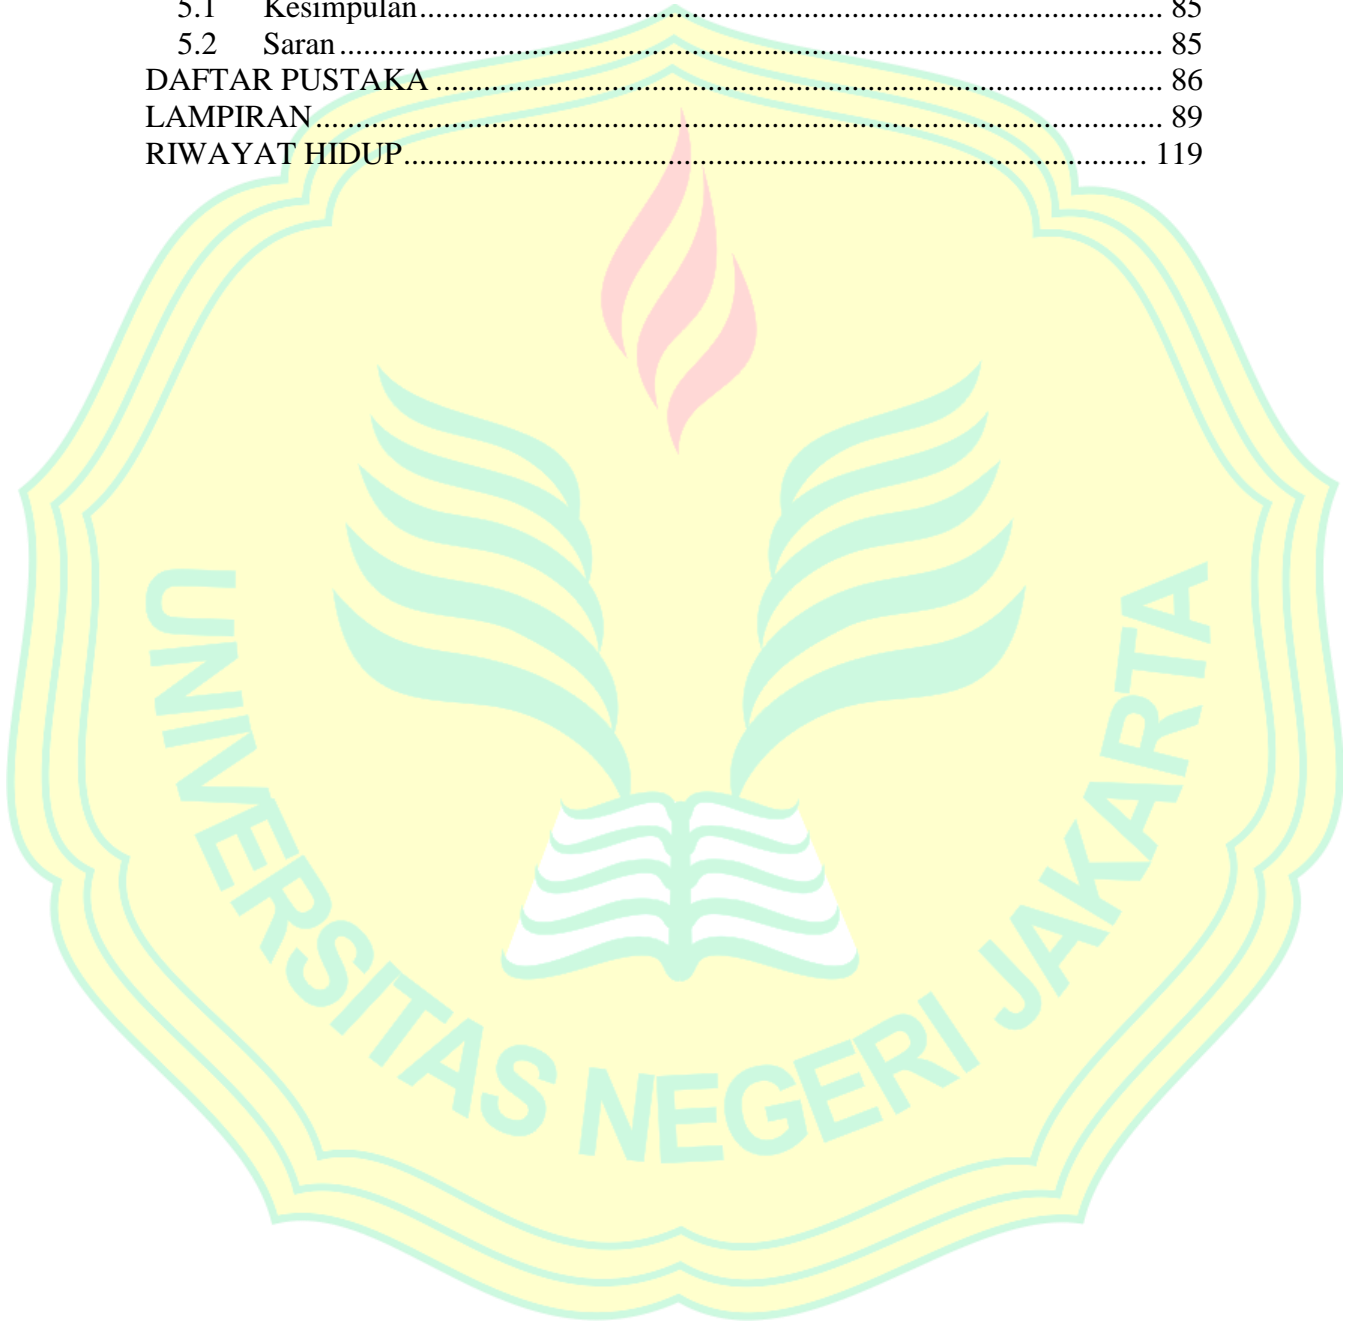 5.1 Kesimpulan.............................................................................................. 85
5.2 Saran........................................................................................................ 85
DAFTAR PUSTAKA ........................................................................................... 86
LAMPIRAN.......................................................................................................... 89
RIWAYAT HIDUP............................................................................................. 119
UNIVERSITAS NEGERI JAKARTA